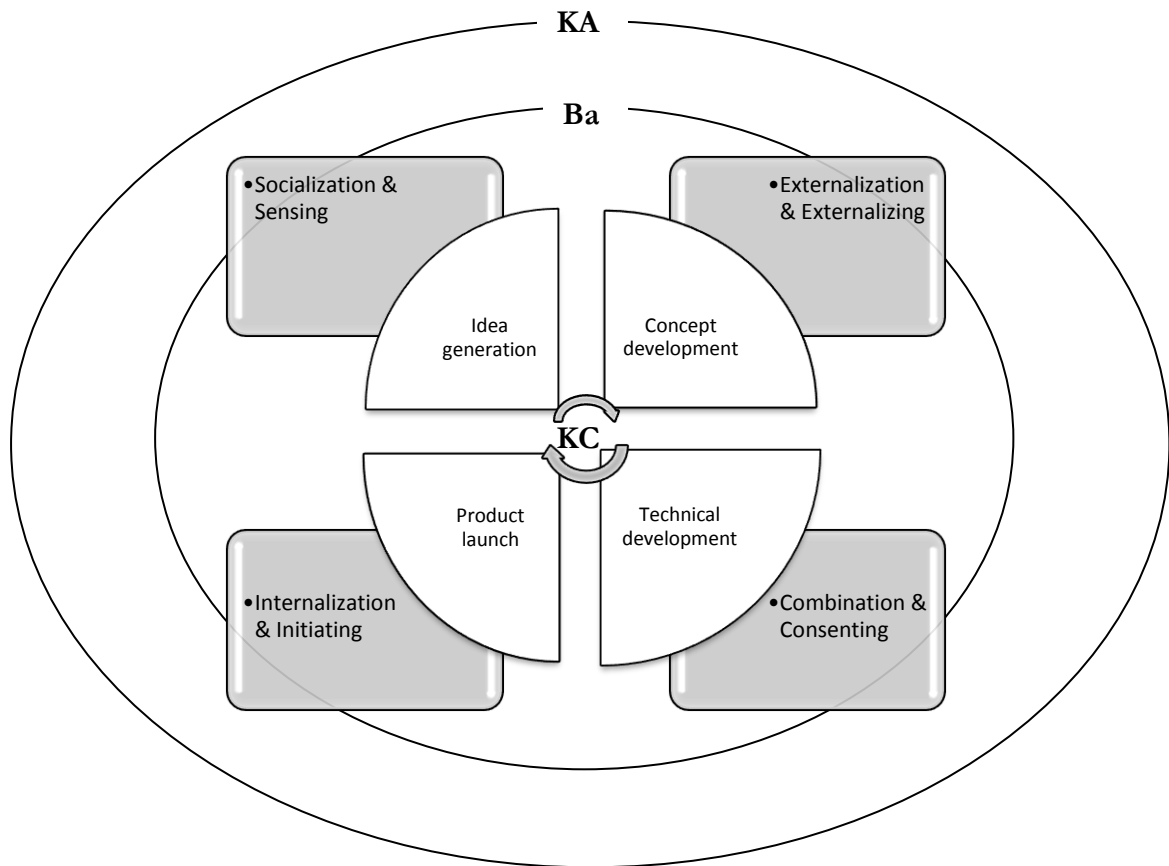 KA
Ba
•Socialization &
Sensing
•Externalization
& Externalizing
Idea
generation
Concept
development
KC
Product
launch
Technical
development
•Internalization
& Initiating
•Combination &
Consenting